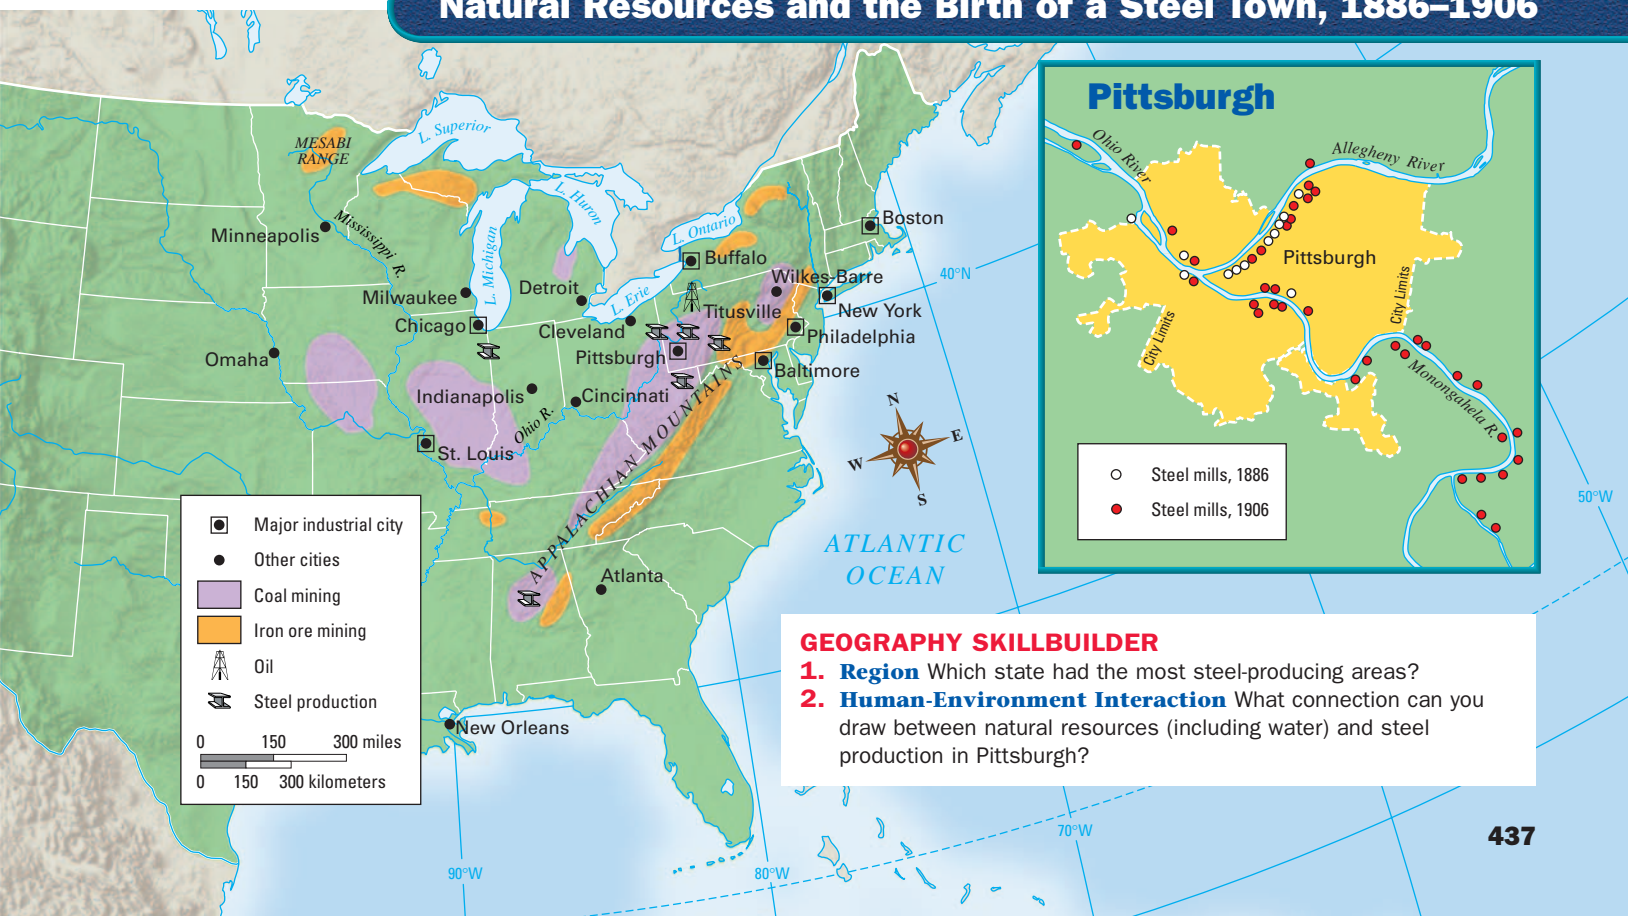 Natural Resources and the Birth of a Steel Town, 1886–1906
MESABI
RANGE
L. Superior
L. Huron
L. Michigan
L. Ontario
L. Erie
Minneapolis
Mississippi R.
Milwaukee
Chicago
Detroit
Cleveland
Buffalo
Boston
Wilkes-Barre
New York
Titusville
Philadelphia
Pittsburgh
Baltimore
Omaha
Indianapolis
Cincinnati
Ohio R.
St. Louis
APPALACHIAN MOUNTAINS
Atlanta
New Orleans
ATLANTIC
OCEAN
N
E
W
S
40°N
50°W
70°W
80°W
90°W
Major industrial city
Other cities
Coal mining
Iron ore mining
Oil
Steel production
0 150 300 miles
0 150 300 kilometers
Pittsburgh
Ohio River
Allegheny River
Pittsburgh
City Limits
City Limits
Monongahela R.
Steel mills, 1886
Steel mills, 1906
GEOGRAPHY SKILLBUILDER
1. Region Which state had the most steel-producing areas?
2. Human-Environment Interaction What connection can you
draw between natural resources (including water) and steel
production in Pittsburgh?
437